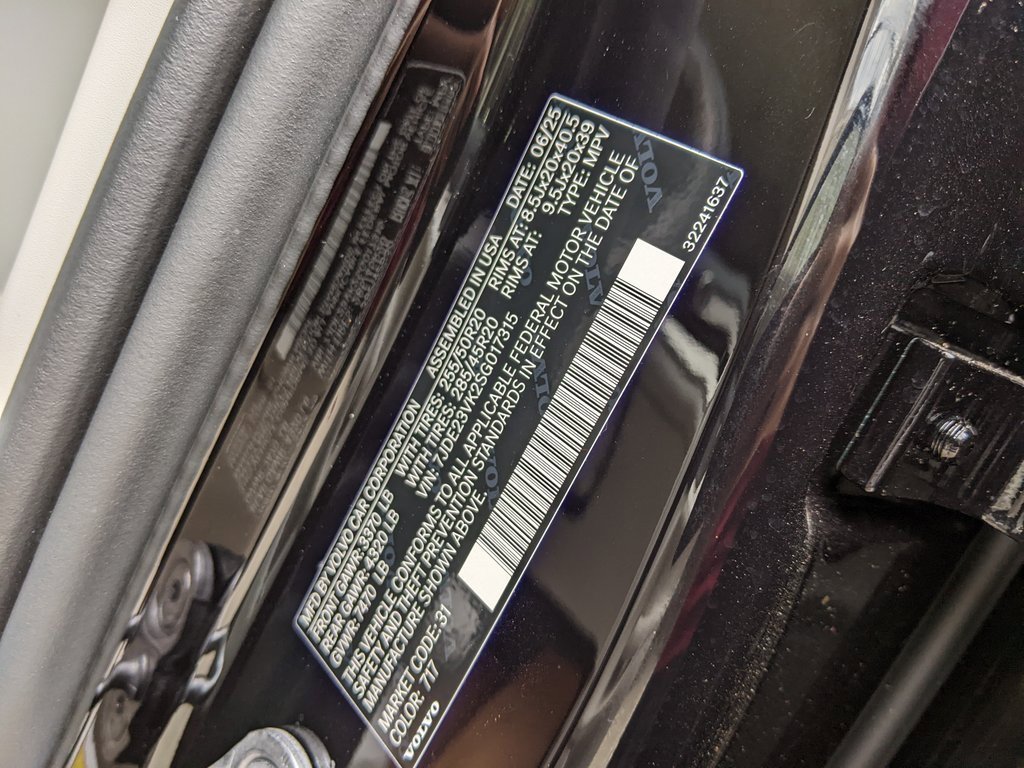 MFD BY VOLVO CAR CORPORATION ASSEMBLED IN USA DATE: 06/25
FRONT GAWR 3370 LB WITH TIRES: 255/50R20 RIMS AT: 8.5Jx20x40.5
REAR GAWR 4320 LB WITH TIRES: 285/45R20 RIMS AT: 9.5Jx20x39
GVWR 7470 LB VIN: 7JDE23VK2SG017315 TYPE: MPV
THIS VEHICLE CONFORMS TO ALL APPLICABLE FEDERAL MOTOR VEHICLE
SAFETY AND THEFT PREVENTION STANDARDS IN EFFECT ON THE DATE OF
MANUFACTURE SHOWN ABOVE.
MARKET CODE: 31
COLOR: 717
VOLVO
32241637